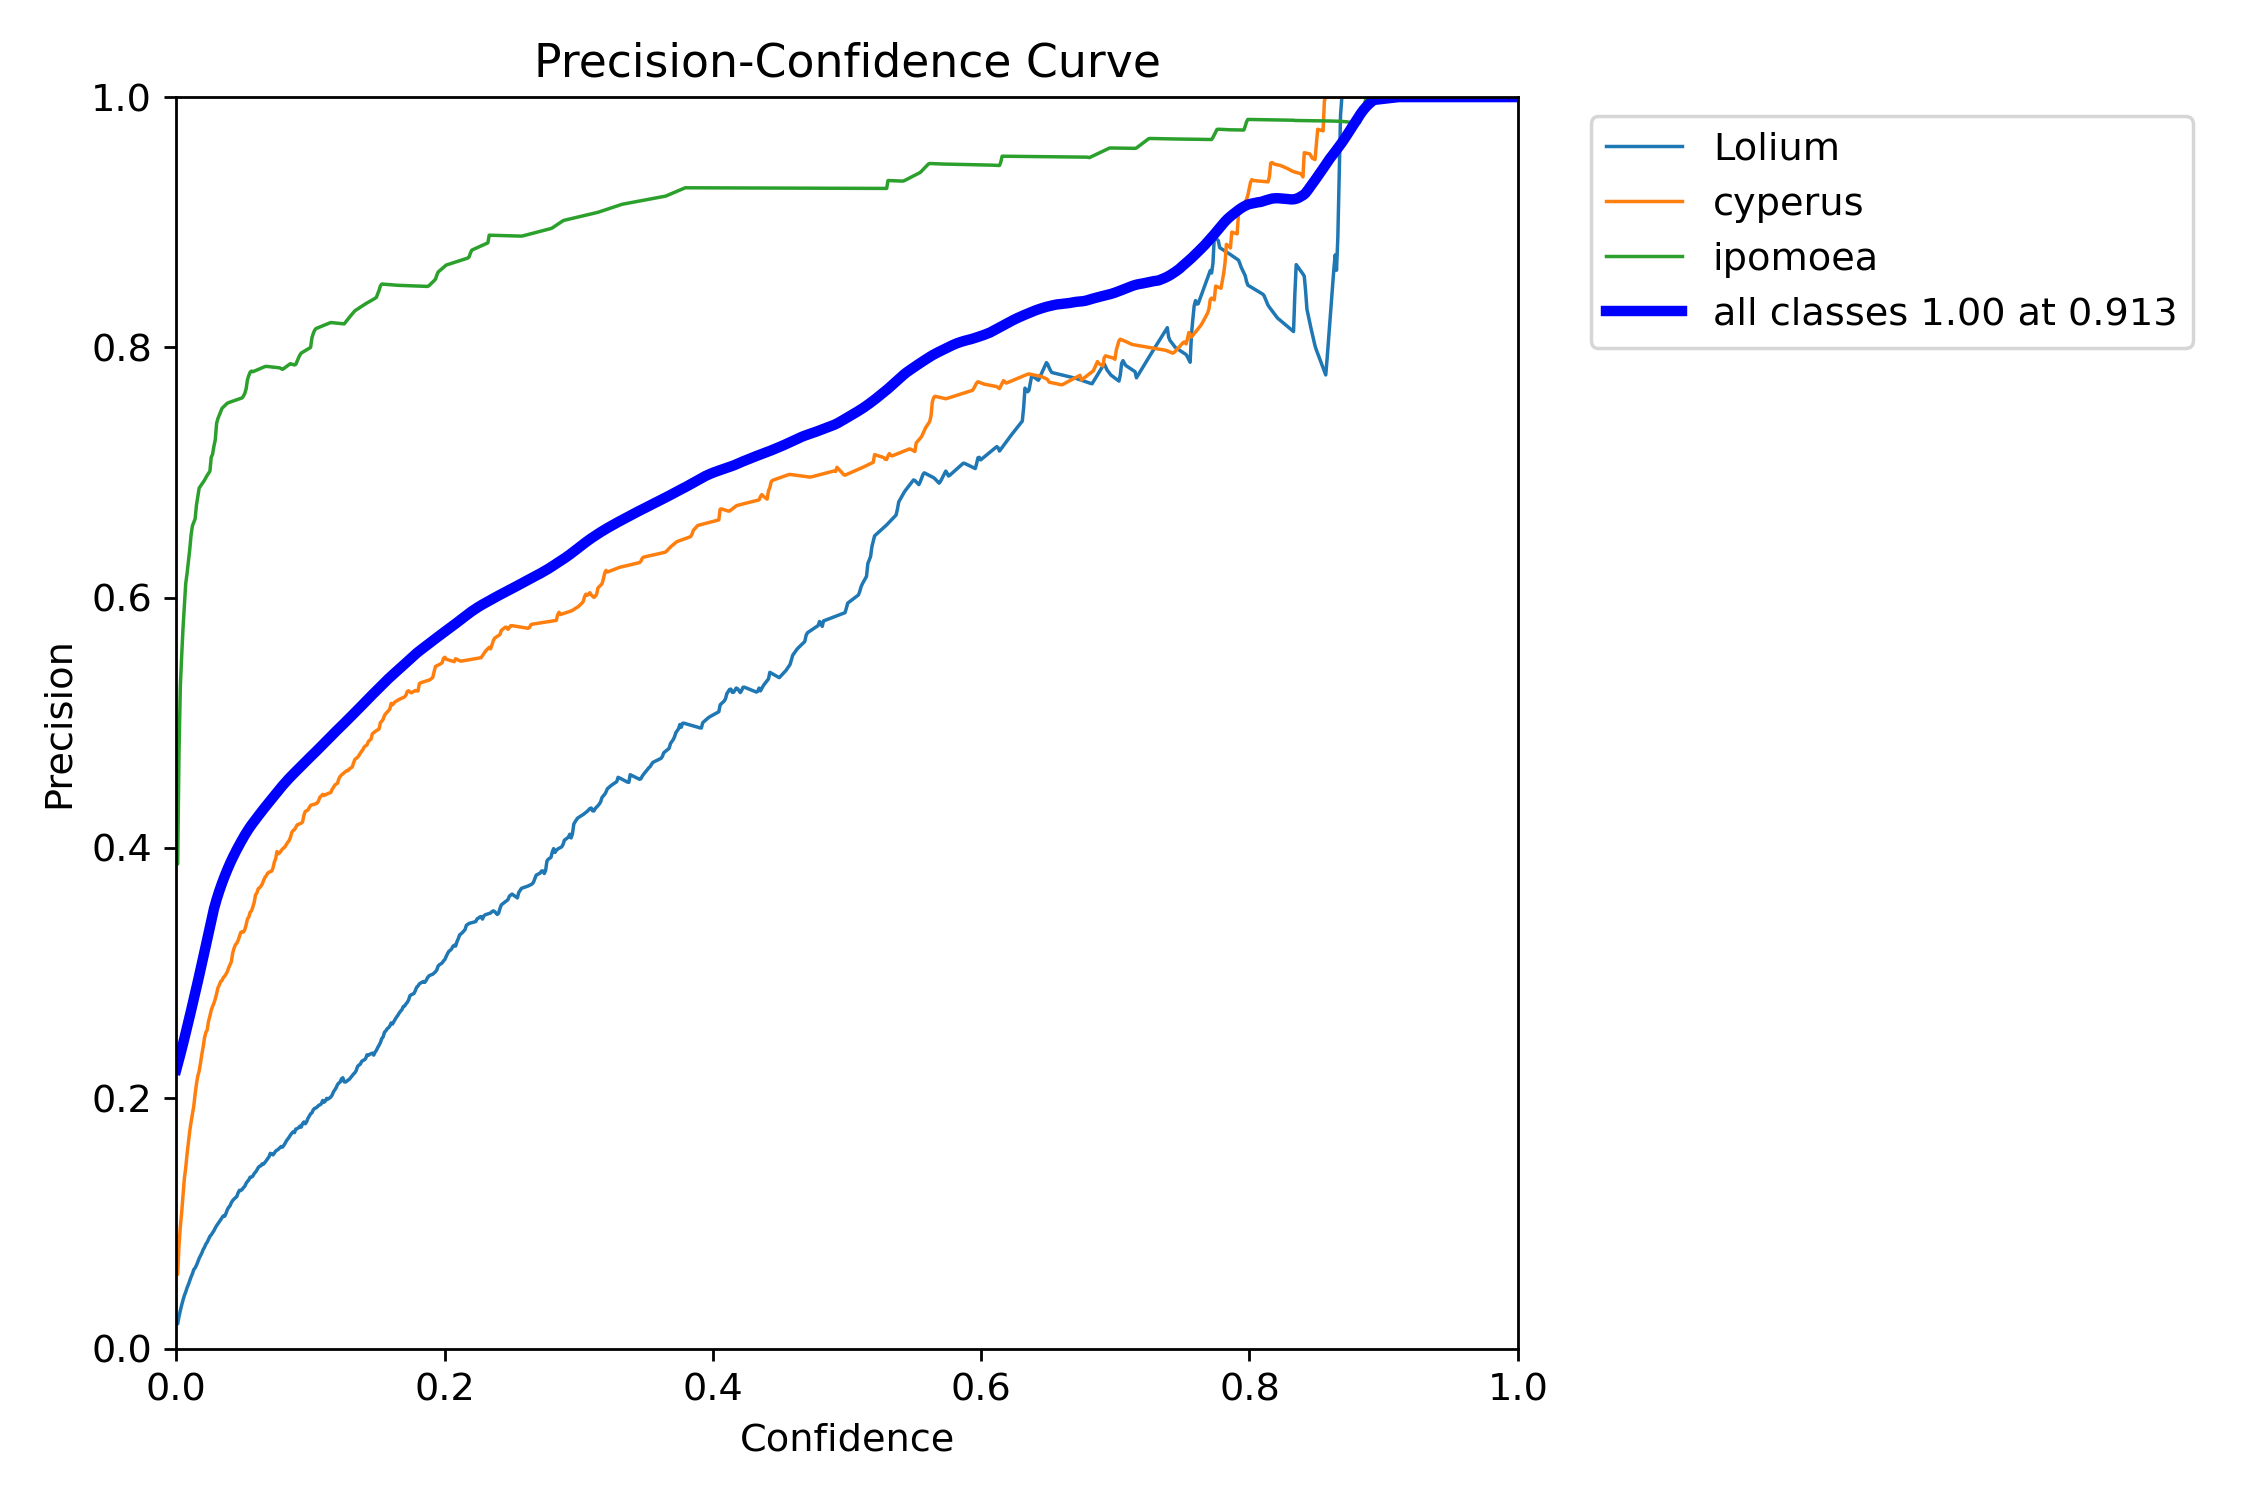 Precision-Confidence Curve
1.0
0.8
0.6
0.4
0.2
0.0
Precision
0.0 0.2 0.4 0.6 0.8 1.0
Confidence
Lolium
cyperus
ipomoea
all classes 1.00 at 0.913